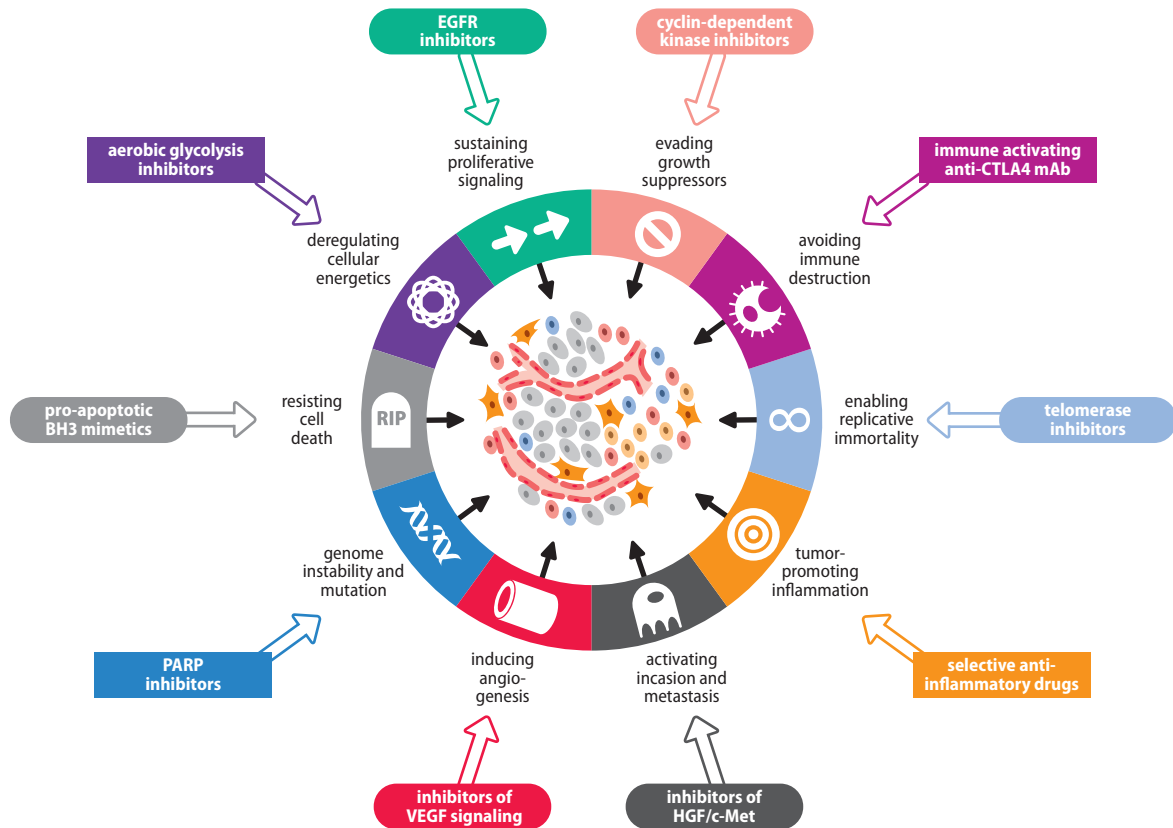 EGFR
inhibitors
cyclin-dependent
kinase inhibitors
sustaining
proliferative
signaling
evading
growth
suppressors
aerobic glycolysis
inhibitors
immune activating
anti-CTLA4 mAb
deregulating
cellular
energetics
avoiding
immune
destruction
pro-apoptotic
BH3 mimetics
resisting
cell
death
RIP
enabling
replicative
immortality
telomerase
inhibitors
genome
instability and
mutation
tumor-
promoting
inflammation
PARP
inhibitors
inducing
angio-
genesis
activating
incasion and
metastasis
selective anti-
inflammatory drugs
inhibitors of
VEGF signaling
inhibitors of
HGF/c-Met